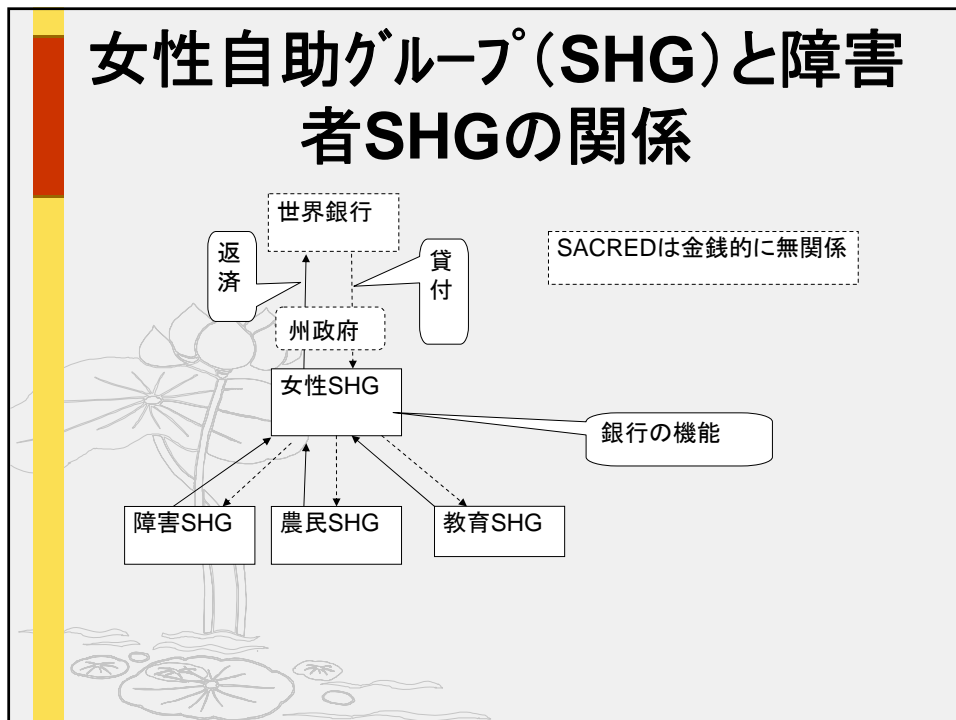 女性自助グループ（SHG）と障害
者SHGの関係
世界銀行
返
済
貸
付
SACREDは金銭的に無関係
州政府
女性SHG
銀行の機能
障害SHG
農民SHG
教育SHG